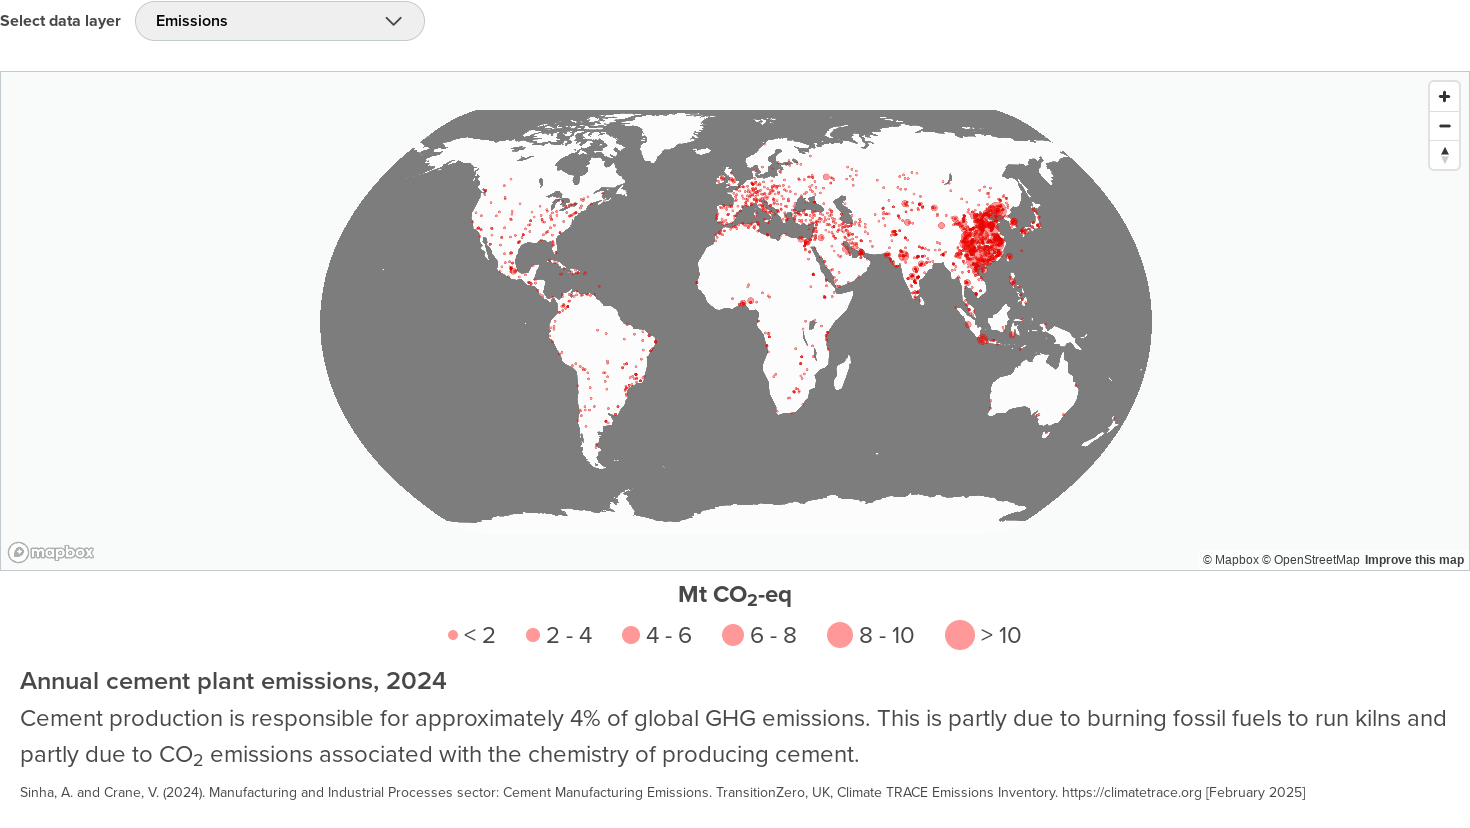 Select data layer
Emissions
mapbox
© Mapbox © OpenStreetMap Improve this map
Mt CO₂-eq
< 2
2 - 4
4 - 6
6 - 8
8 - 10
> 10
Annual cement plant emissions, 2024
Cement production is responsible for approximately 4% of global GHG emissions. This is partly due to burning fossil fuels to run kilns and
partly due to CO₂ emissions associated with the chemistry of producing cement.
Sinha, A. and Crane, V. (2024). Manufacturing and Industrial Processes sector: Cement Manufacturing Emissions. TransitionZero, UK, Climate TRACE Emissions Inventory. https://climatetrace.org [February 2025]